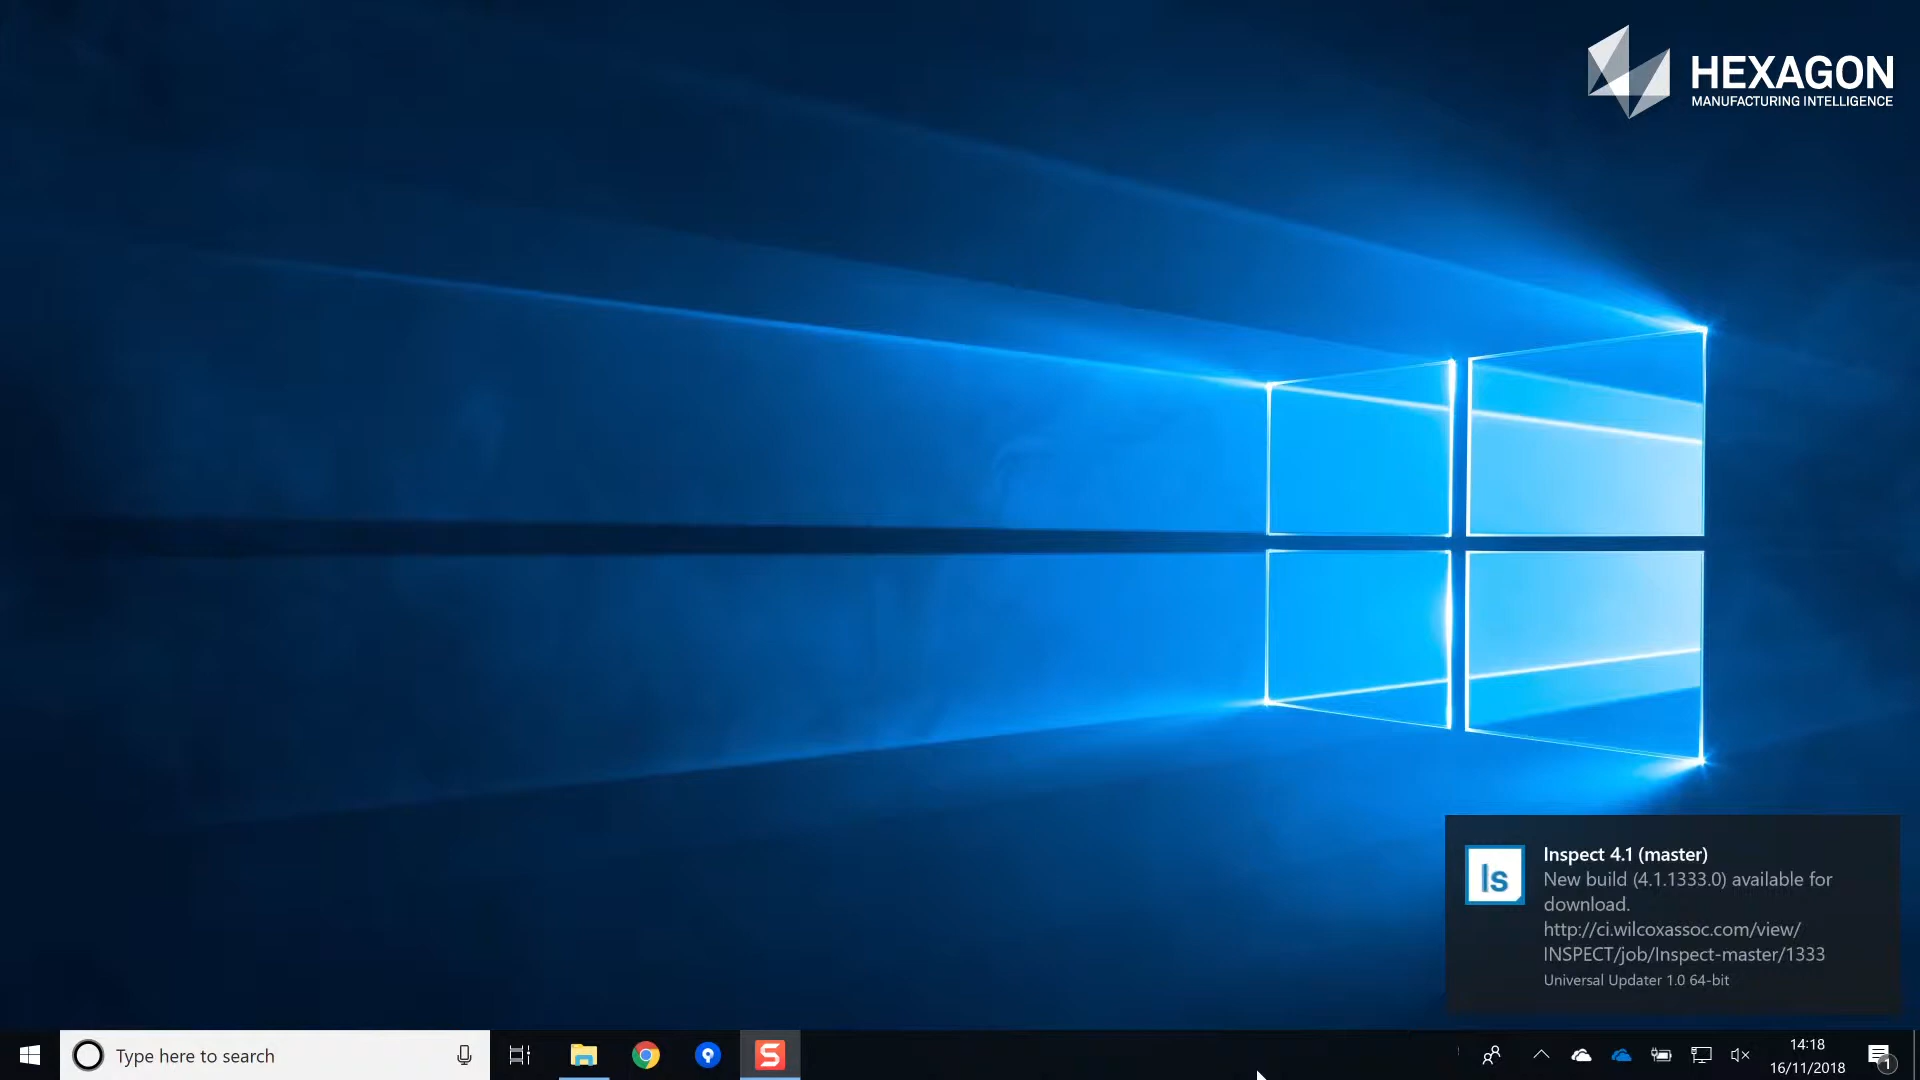 HEXAGON
MANUFACTURING INTELLIGENCE
Is
Inspect 4.1 (master)
New build (4.1.1333.0) available for
download.
http://ci.wilcoxassoc.com/view/
INSPECT/job/Inspect-master/1333
Universal Updater 1.0 64-bit
Type here to search
S
14:18
16/11/2018
1